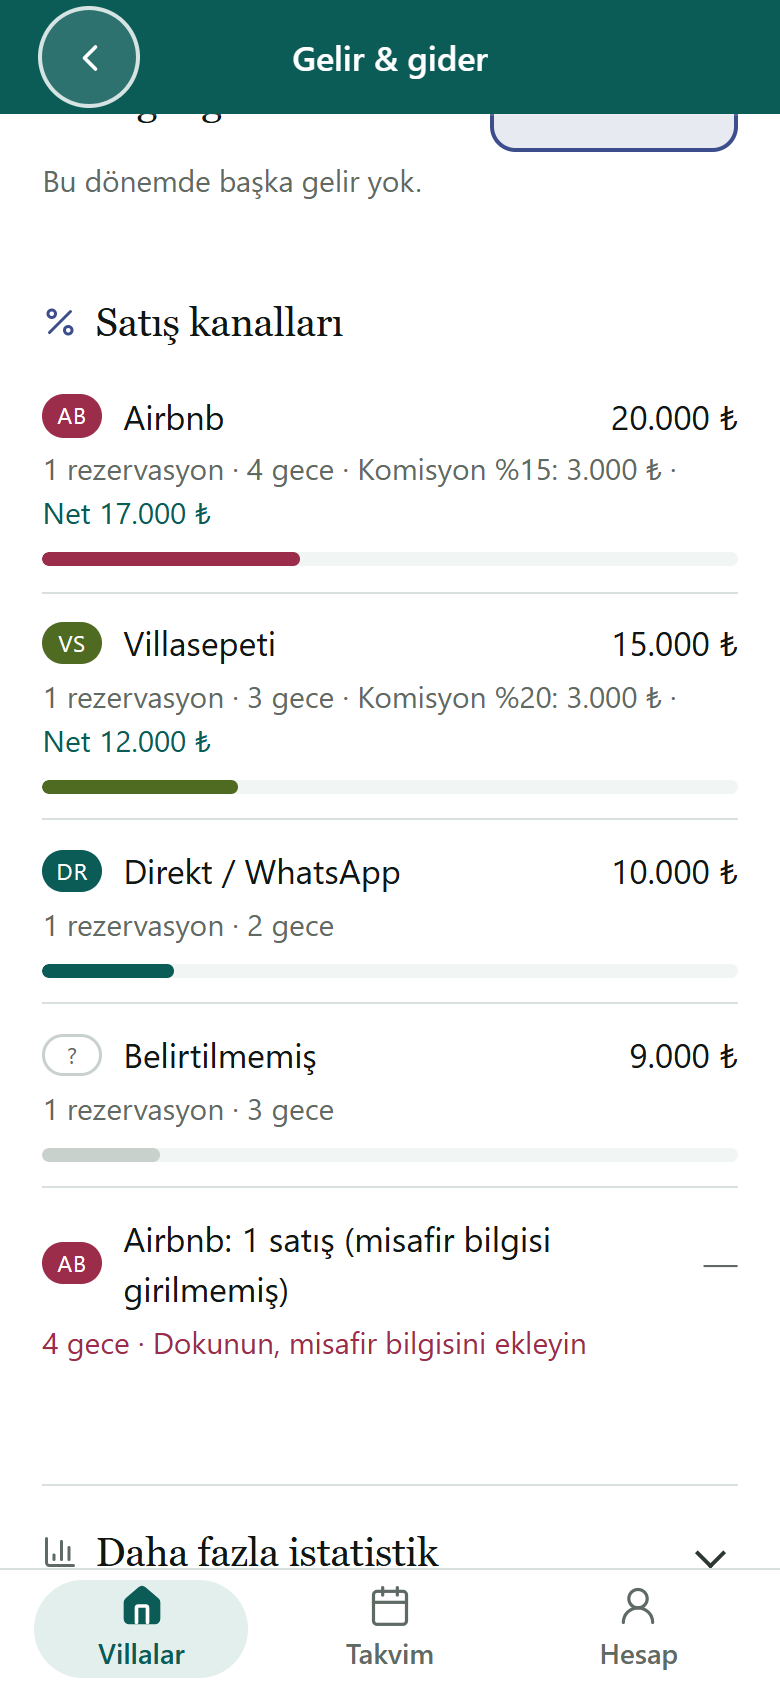 Gelir & gider
Bu dönemde başka gelir yok.
Satış kanalları
AB Airbnb 20.000 ₺
1 rezervasyon · 4 gece · Komisyon %15: 3.000 ₺ ·
Net 17.000 ₺
VS Villasepeti 15.000 ₺
1 rezervasyon · 3 gece · Komisyon %20: 3.000 ₺ ·
Net 12.000 ₺
DR Direkt / WhatsApp 10.000 ₺
1 rezervasyon · 2 gece
? Belirtilmemiş 9.000 ₺
1 rezervasyon · 3 gece
AB Airbnb: 1 satış (misafir bilgisi
girilmemiş) —
4 gece · Dokunun, misafir bilgisini ekleyin
Daha fazla istatistik
Villalar Takvim Hesap